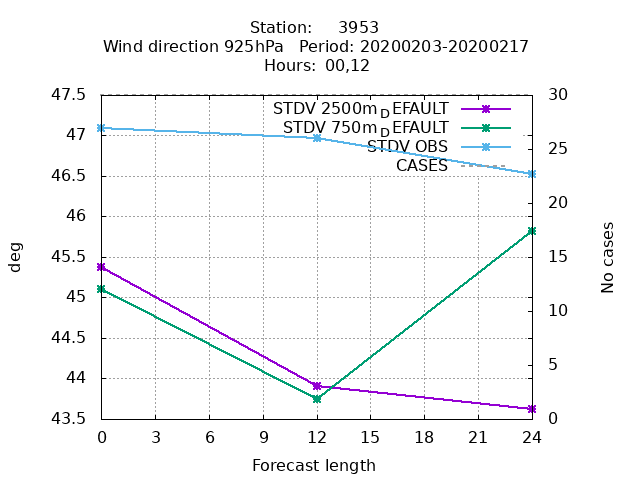 Station: 3953
Wind direction 925hPa Period: 20200203-20200217
Hours: 00,12
47.5
47
46.5
46
45.5
45
44.5
44
43.5
deg
30
25
20
15
10
5
0
No cases
STDV 2500m_DEFAULT
STDV 750m_DEFAULT
STDV OBS
CASES
0 3 6 9 12 15 18 21 24
Forecast length